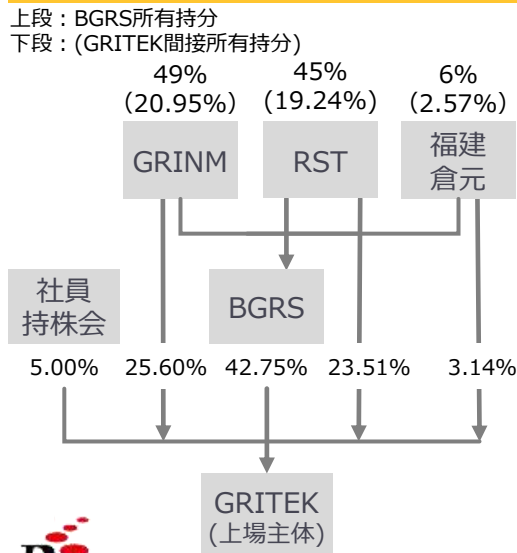 上段：BGRS所有持分
下段：(GRITEK間接所有持分)
49% 45% 6%
(20.95%) (19.24%) (2.57%)
GRINM RST 福建
倉元
社員
持株会
BGRS
5.00% 25.60% 42.75% 23.51% 3.14%
GRITEK
(上場主体)